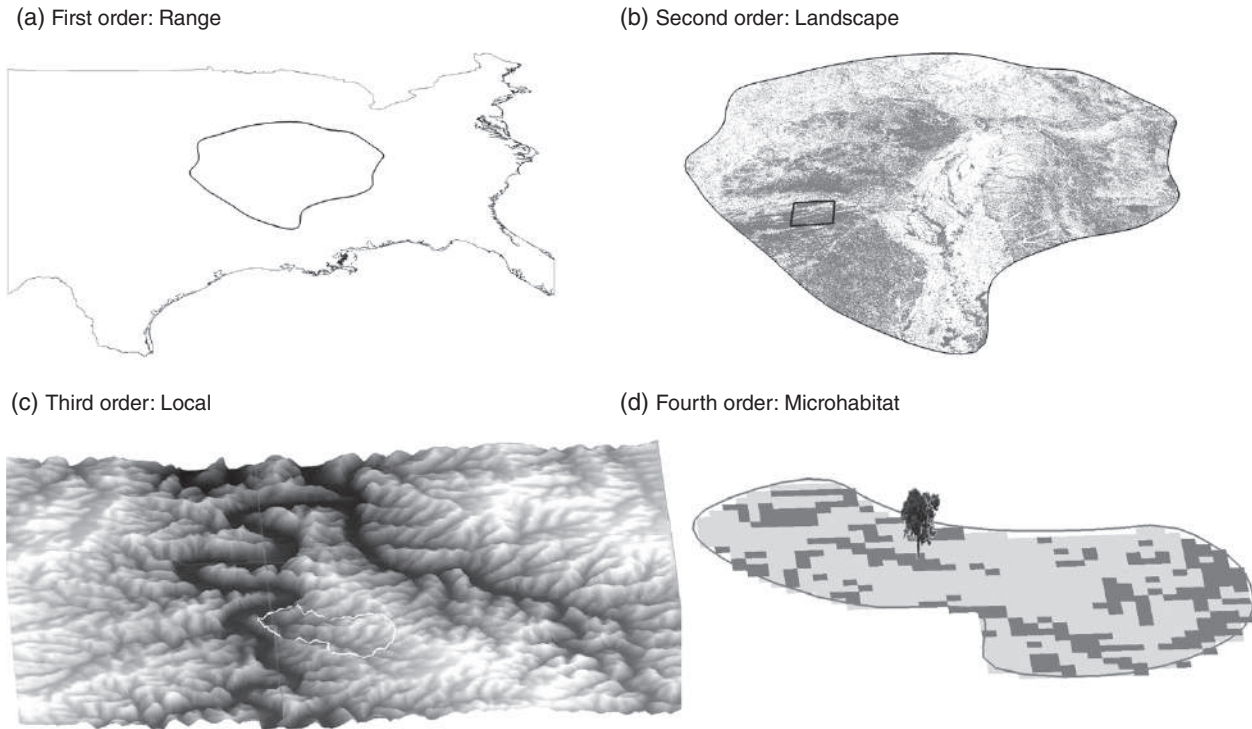 (a) First order: Range
(b) Second order: Landscape
(c) Third order: Local
(d) Fourth order: Microhabitat